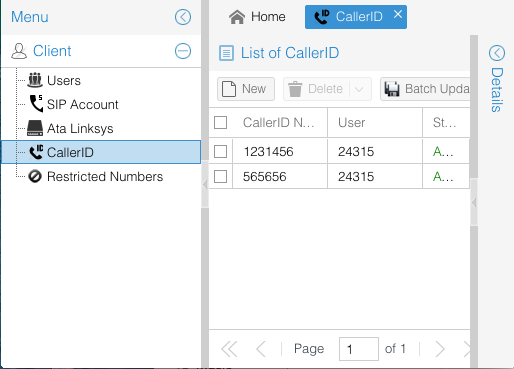 Menu
Client
Users
SIP Account
Ata Linksys
CallerID
Restricted Numbers
Home
CallerID
List of CallerID
New
Delete
Batch Upda
CallerID N...
User
St...
1231456
24315
A...
565656
24315
A...
Page
1
of 1
Details